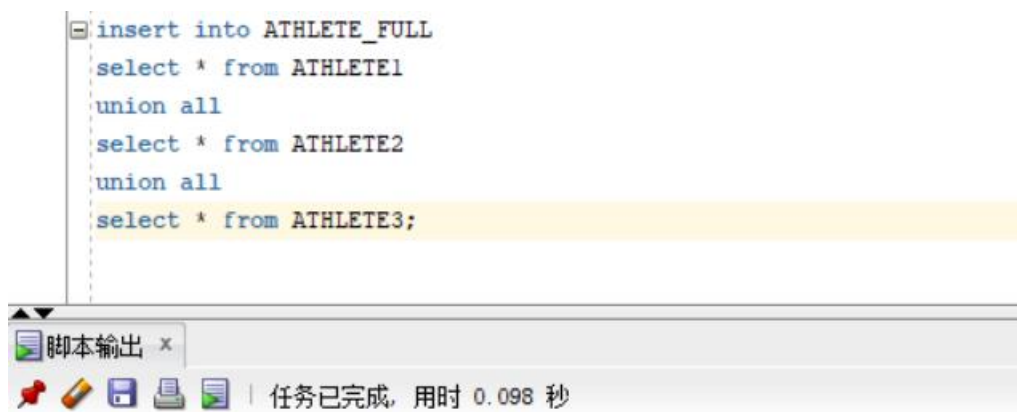 insert into ATHLETE_FULL
select * from ATHLETE1
union all
select * from ATHLETE2
union all
select * from ATHLETE3;
脚本输出 ×
任务已完成, 用时 0.098 秒